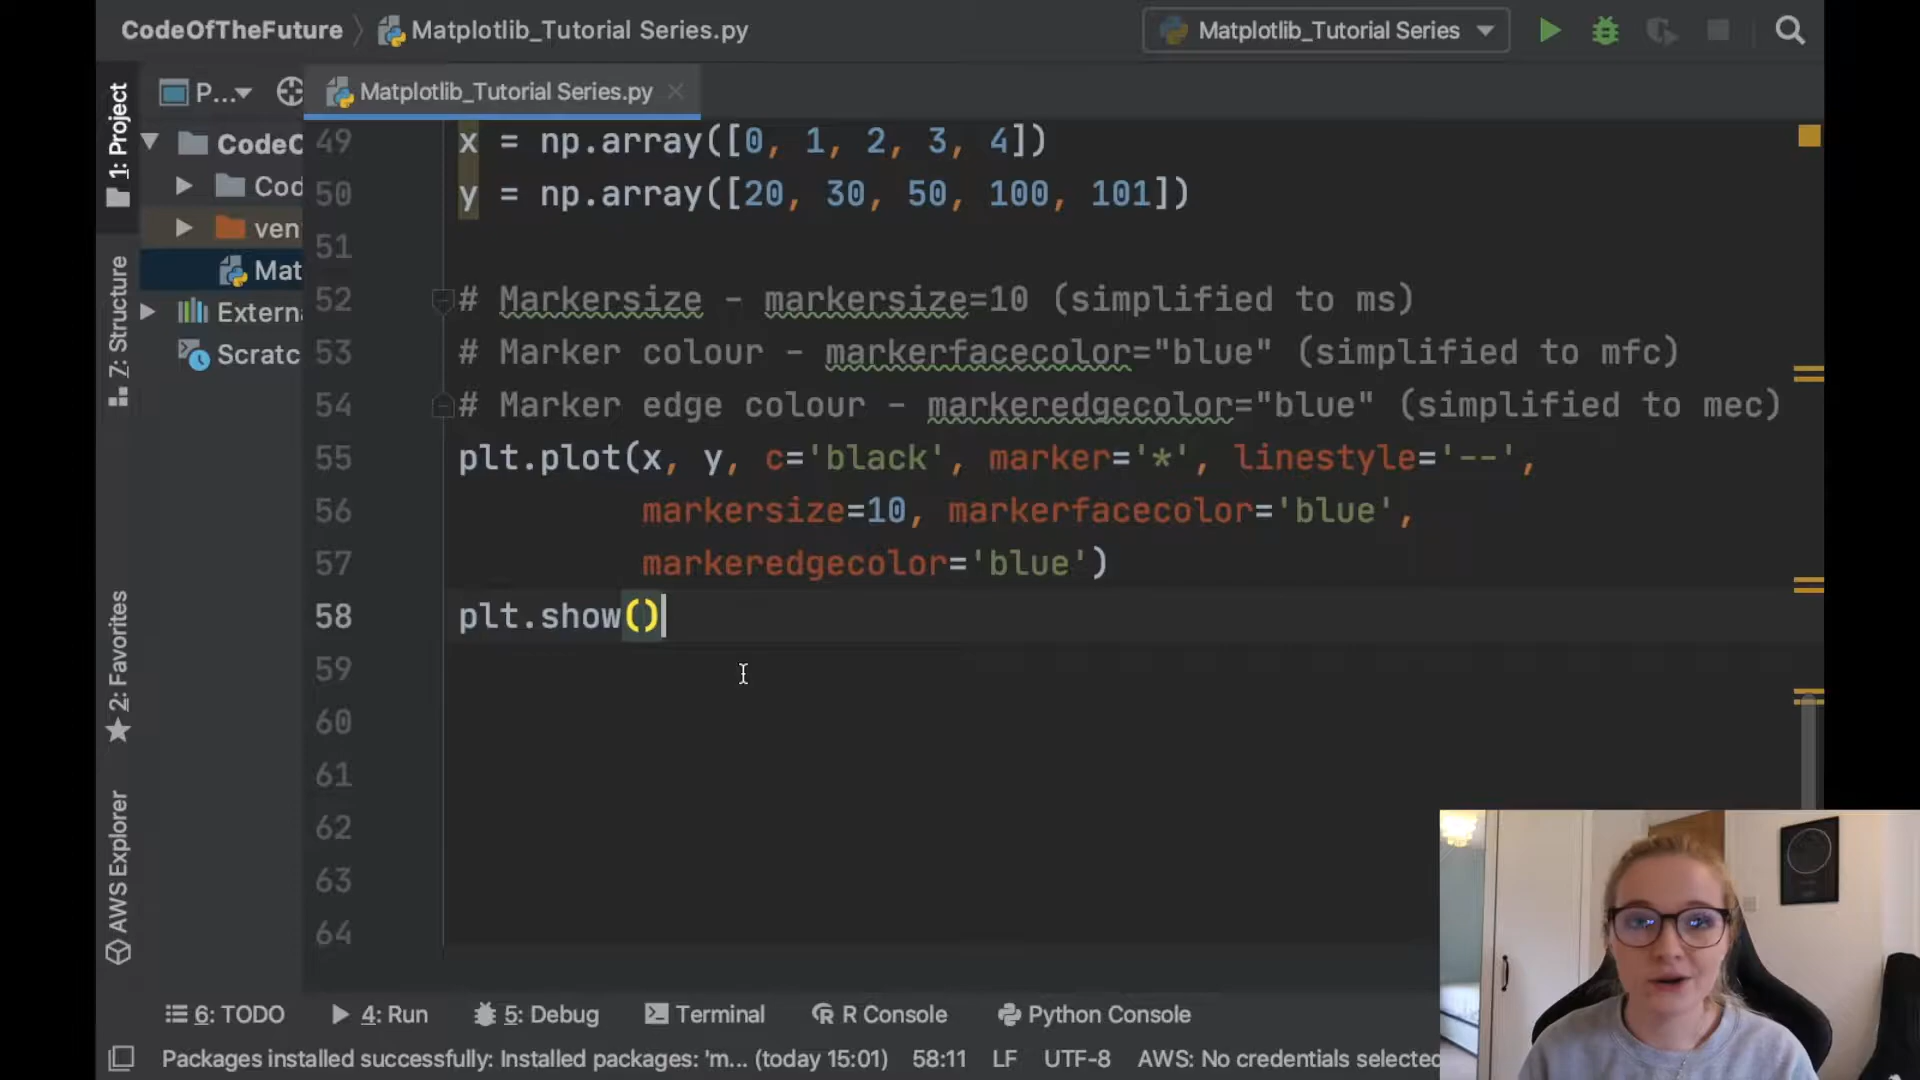 CodeOfTheFuture
Matplotlib_Tutorial Series.py
Matplotlib_Tutorial Series
1: Project
P...
Matplotlib_Tutorial Series.py
CodeC
Cod
ven
Mat
Extern
Scratc
Z: Structure
2: Favorites
AWS Explorer
49 x = np.array([0, 1, 2, 3, 4])
50 y = np.array([20, 30, 50, 100, 101])
51
52 # Markersize - markersize=10 (simplified to ms)
53 # Marker colour - markerfacecolor="blue" (simplified to mfc)
54 # Marker edge colour - markeredgecolor="blue" (simplified to mec)
55 plt.plot(x, y, c='black', marker='*', linestyle='--',
56 markersize=10, markerfacecolor='blue',
57 markeredgecolor='blue')
58 plt.show()
59
60
61
62
63
64
6: TODO
4: Run
5: Debug
Terminal
R Console
Python Console
Packages installed successfully: Installed packages: 'm... (today 15:01)
58:11
LF
UTF-8
AWS: No credentials selected